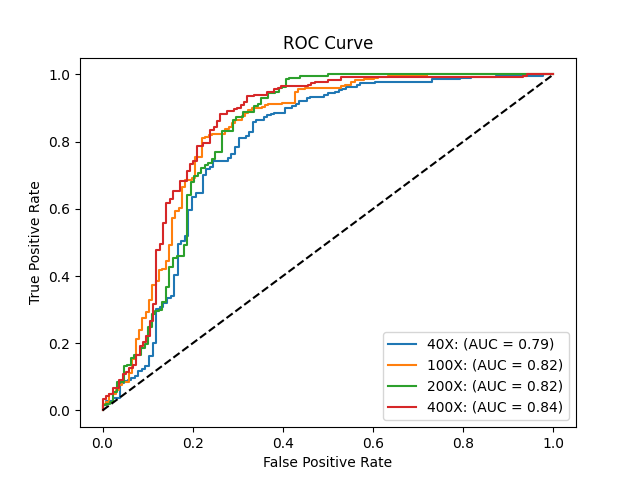 ROC Curve
True Positive Rate
1.0
0.8
0.6
0.4
0.2
0.0
40X: (AUC = 0.79)
100X: (AUC = 0.82)
200X: (AUC = 0.82)
400X: (AUC = 0.84)
0.0 0.2 0.4 0.6 0.8 1.0
False Positive Rate